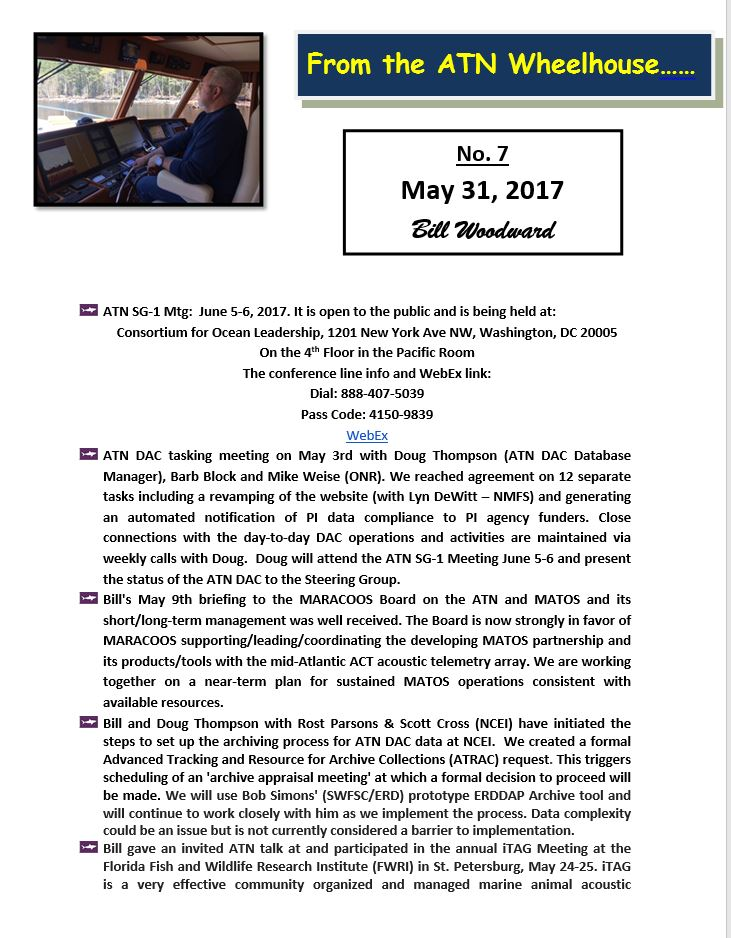 From the ATN Wheelhouse……
No. 7
May 31, 2017
Bill Woodward
ATN SG-1 Mtg: June 5-6, 2017. It is open to the public and is being held at:
Consortium for Ocean Leadership, 1201 New York Ave NW, Washington, DC 20005
On the 4th Floor in the Pacific Room
The conference line info and WebEx link:
Dial: 888-407-5039
Pass Code: 4150-9839
WebEx
ATN DAC tasking meeting on May 3rd with Doug Thompson (ATN DAC Database
Manager), Barb Block and Mike Weise (ONR). We reached agreement on 12 separate
tasks including a revamping of the website (with Lyn DeWitt – NMFS) and generating
an automated notification of PI data compliance to PI agency funders. Close
connections with the day-to-day DAC operations and activities are maintained via
weekly calls with Doug. Doug will attend the ATN SG-1 Meeting June 5-6 and present
the status of the ATN DAC to the Steering Group.
Bill's May 9th briefing to the MARACOOS Board on the ATN and MATOS and its
short/long-term management was well received. The Board is now strongly in favor of
MARACOOS supporting/leading/coordinating the developing MATOS partnership and
its products/tools with the mid-Atlantic ACT acoustic telemetry array. We are working
together on a near-term plan for sustained MATOS operations consistent with
available resources.
Bill and Doug Thompson with Rost Parsons & Scott Cross (NCEI) have initiated the
steps to set up the archiving process for ATN DAC data at NCEI. We created a formal
Advanced Tracking and Resource for Archive Collections (ATRAC) request. This triggers
scheduling of an 'archive appraisal meeting' at which a formal decision to proceed will
be made. We will use Bob Simons' (SWFSC/ERD) prototype ERDDAP Archive tool and
will continue to work closely with him as we implement the process. Data complexity
could be an issue but is not currently considered a barrier to implementation.
Bill gave an invited ATN talk at and participated in the annual iTAG Meeting at the
Florida Fish and Wildlife Research Institute (FWRI) in St. Petersburg, May 24-25. iTAG
is a very effective community organized and managed marine animal acoustic